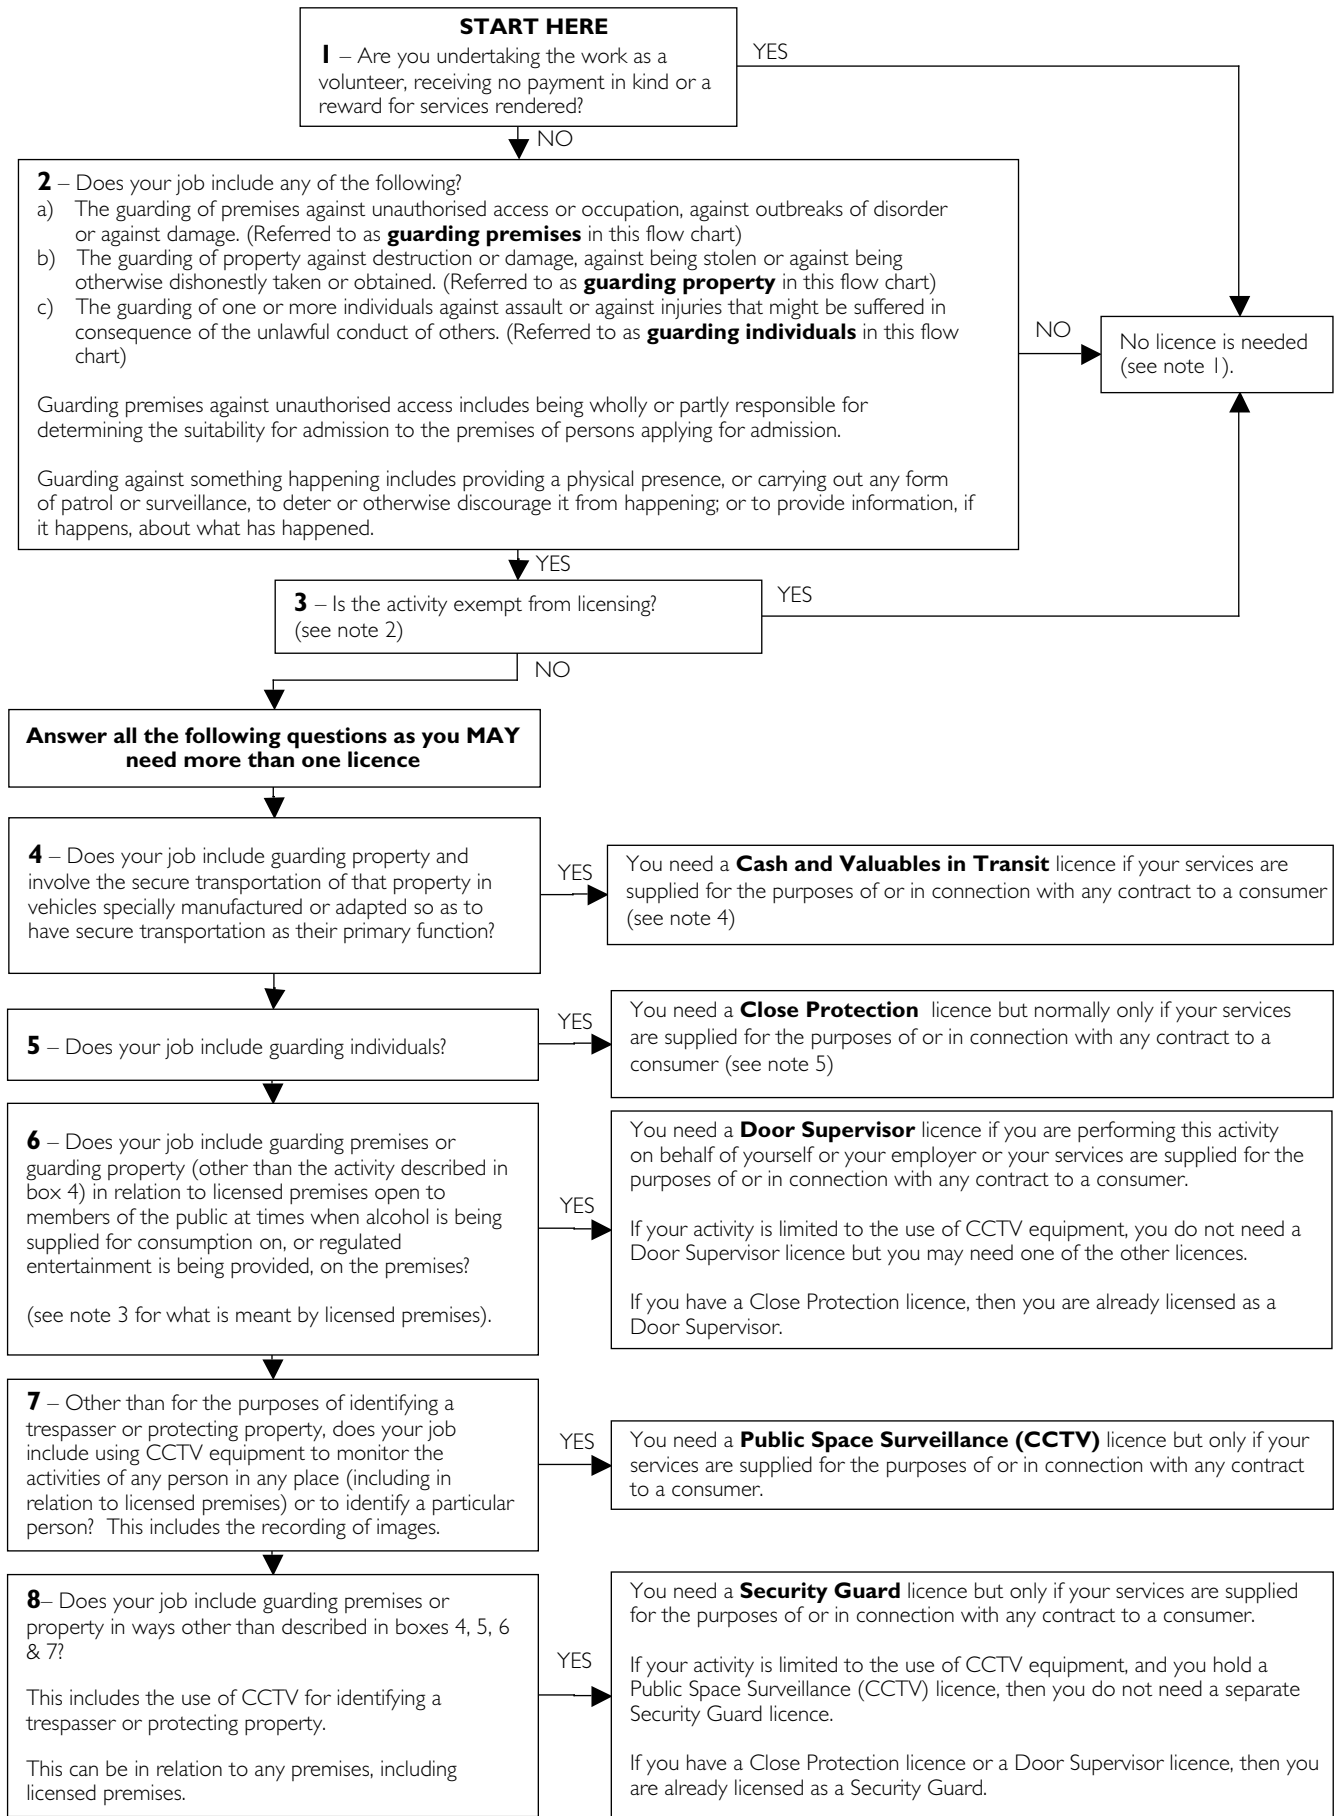 START HERE
1 – Are you undertaking the work as a
volunteer, receiving no payment in kind or a
reward for services rendered?
YES
NO
2 – Does your job include any of the following?
a) The guarding of premises against unauthorised access or occupation, against outbreaks of disorder
or against damage. (Referred to as guarding premises in this flow chart)
b) The guarding of property against destruction or damage, against being stolen or against being
otherwise dishonestly taken or obtained. (Referred to as guarding property in this flow chart)
c) The guarding of one or more individuals against assault or against injuries that might be suffered in
consequence of the unlawful conduct of others. (Referred to as guarding individuals in this flow
chart)
Guarding premises against unauthorised access includes being wholly or partly responsible for
determining the suitability for admission to the premises of persons applying for admission.
Guarding against something happening includes providing a physical presence, or carrying out any form
of patrol or surveillance, to deter or otherwise discourage it from happening; or to provide information, if
it happens, about what has happened.
NO
No licence is needed
(see note 1).
YES
3 – Is the activity exempt from licensing?
(see note 2)
YES
NO
Answer all the following questions as you MAY
need more than one licence
4 – Does your job include guarding property and
involve the secure transportation of that property in
vehicles specially manufactured or adapted so as to
have secure transportation as their primary function?
YES
You need a Cash and Valuables in Transit licence if your services are
supplied for the purposes of or in connection with any contract to a consumer
(see note 4)
5 – Does your job include guarding individuals?
YES
You need a Close Protection licence but normally only if your services
are supplied for the purposes of or in connection with any contract to a
consumer (see note 5)
6 – Does your job include guarding premises or
guarding property (other than the activity described in
box 4) in relation to licensed premises open to
members of the public at times when alcohol is being
supplied for consumption on, or regulated
entertainment is being provided, on the premises?
(see note 3 for what is meant by licensed premises).
YES
You need a Door Supervisor licence if you are performing this activity
on behalf of yourself or your employer or your services are supplied for the
purposes of or in connection with any contract to a consumer.
If your activity is limited to the use of CCTV equipment, you do not need a
Door Supervisor licence but you may need one of the other licences.
If you have a Close Protection licence, then you are already licensed as a
Door Supervisor.
7 – Other than for the purposes of identifying a
trespasser or protecting property, does your job
include using CCTV equipment to monitor the
activities of any person in any place (including in
relation to licensed premises) or to identify a particular
person? This includes the recording of images.
YES
You need a Public Space Surveillance (CCTV) licence but only if your
services are supplied for the purposes of or in connection with any contract
to a consumer.
8– Does your job include guarding premises or
property in ways other than described in boxes 4, 5, 6
& 7?
This includes the use of CCTV for identifying a
trespasser or protecting property.
This can be in relation to any premises, including
licensed premises.
YES
You need a Security Guard licence but only if your services are supplied
for the purposes of or in connection with any contract to a consumer.
If your activity is limited to the use of CCTV equipment, and you hold a
Public Space Surveillance (CCTV) licence, then you do not need a separate
Security Guard licence.
If you have a Close Protection licence or a Door Supervisor licence, then you
are already licensed as a Security Guard.